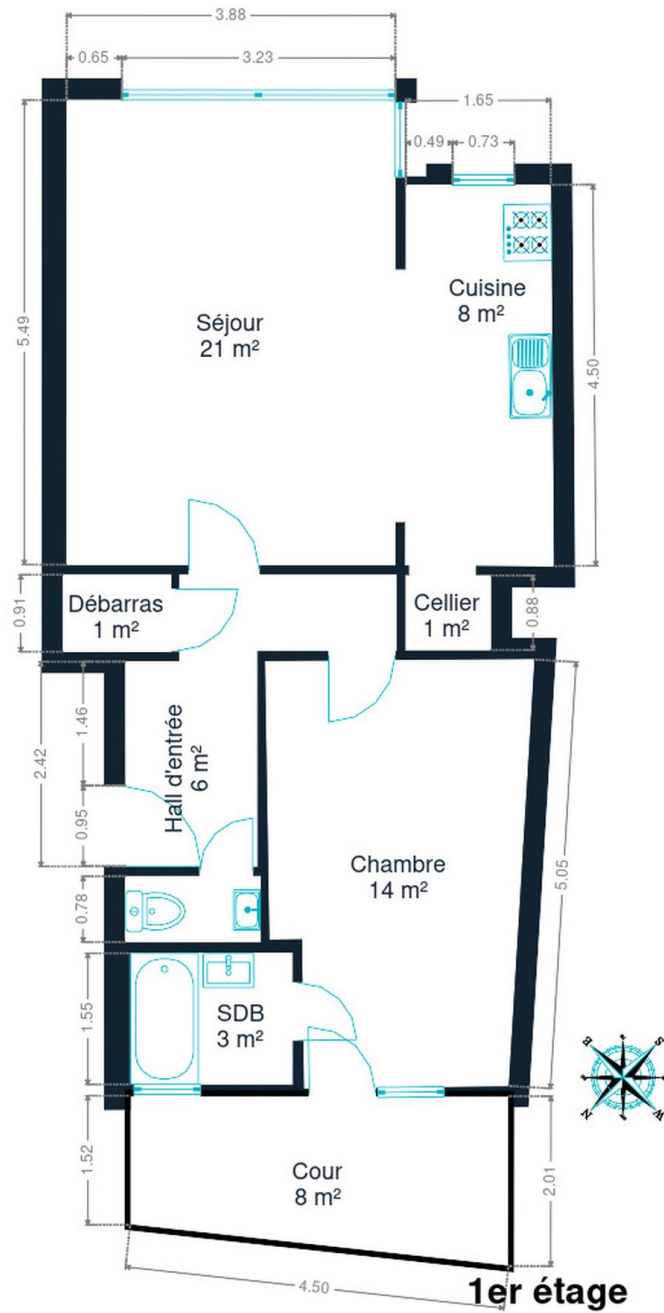 3.88
0.65
3.23
1.65
0.49
0.73
5.49
Séjour
21 m²
Cuisine
8 m²
4.50
Débarras
1 m²
0.91
Cellier
1 m²
0.88
2.42
1.46
0.95
Hall d'entrée
6 m²
Chambre
14 m²
5.05
0.78
1.55
SDB
3 m²
1.52
Cour
8 m²
2.01
4.50
E
S
N
W
1er étage